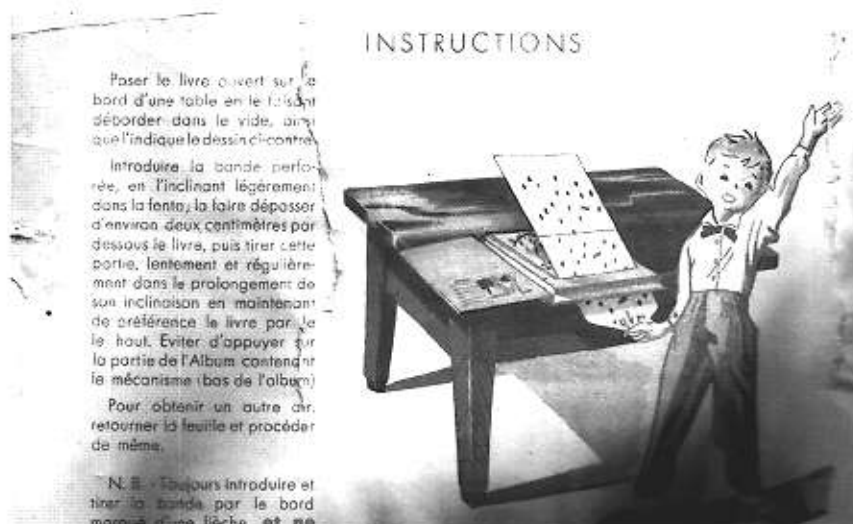 INSTRUCTIONS
Poser le livre ouvert sur le
bord d'une table en le faisant
déborder dans le vide, ainsi
que l'indique le dessin ci-contre
Introduire la bande perfo-
rée, en l'inclinant légèrement
dans la fente, la faire dépasser
d'environ deux centimètres par
dessous le livre, puis tirer cette
partie, lentement et régulière-
ment dans le prolongement de
son inclinaison en maintenant
de préférence le livre par le
le haut. Eviter d'appuyer sur
la partie de l'Album contenant
le mécanisme (bas de l'album)
Pour obtenir un autre air,
retourner la feuille et procéder
de même.
N. B. - Toujours introduire et
tirer la bande par le bord
marqué d'une flèche, et ne